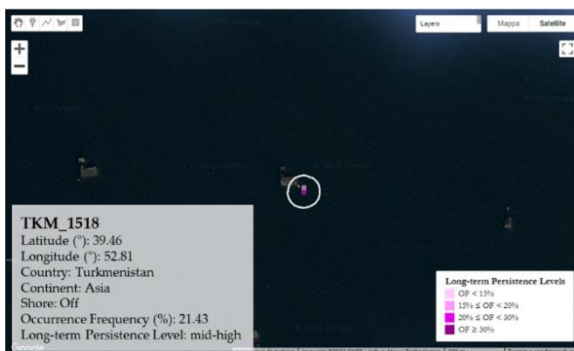 Layers
Mappa
Satellite
TKM_1518
Latitude (°): 39.46
Longitude (°): 52.81
Country: Turkmenistan
Continent: Asia
Shore: Off
Occurrence Frequency (%): 21.43
Long-term Persistence Level: mid-high
Long-term Persistence Levels
OF < 15%
15% ≤ OF < 20%
20% ≤ OF < 30%
OF ≥ 30%
Google